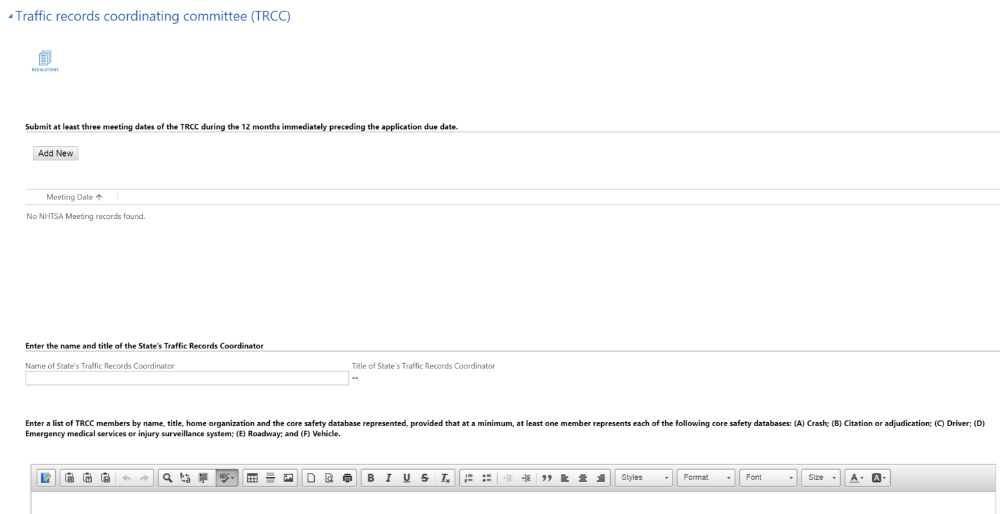 Traffic records coordinating committee (TRCC)
REGULATIONS
Submit at least three meeting dates of the TRCC during the 12 months immediately preceding the application due date.
Add New
Meeting Date ↑
No NHTSA Meeting records found.
Enter the name and title of the State's Traffic Records Coordinator
Name of State's Traffic Records Coordinator Title of State's Traffic Records Coordinator
--
Enter a list of TRCC members by name, title, home organization and the core safety database represented, provided that at a minimum, at least one member represents each of the following core safety databases: (A) Crash; (B) Citation or adjudication; (C) Driver; (D)
Emergency medical services or injury surveillance system; (E) Roadway; and (F) Vehicle.
ABC B I U S Ix Styles Format Font Size A A